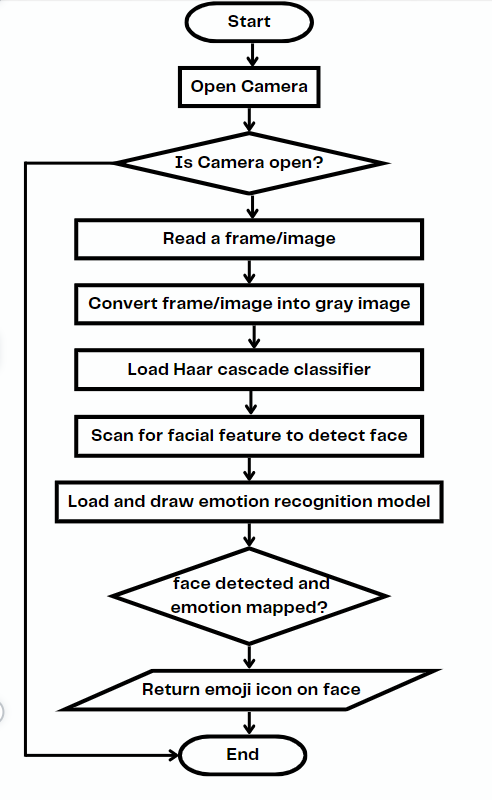 Start
Open Camera
Is Camera open?
Read a frame/image
Convert frame/image into gray image
Load Haar cascade classifier
Scan for facial feature to detect face
Load and draw emotion recognition model
face detected and
emotion mapped?
Return emoji icon on face
End